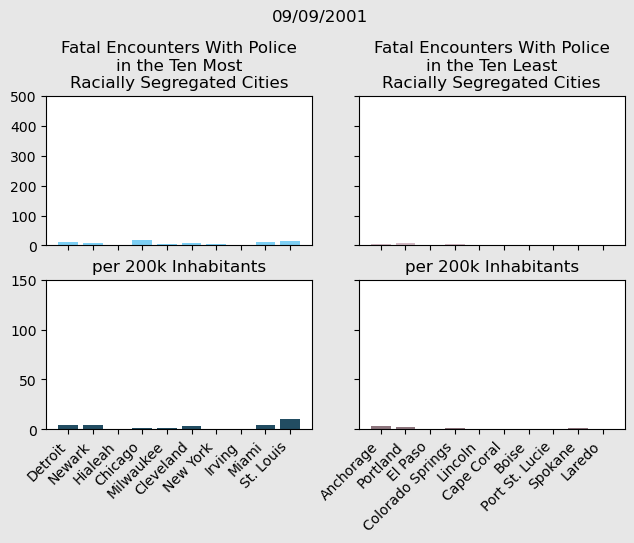 09/09/2001
Fatal Encounters With Police
in the Ten Most
Racially Segregated Cities
Fatal Encounters With Police
in the Ten Least
Racially Segregated Cities
500
400
300
200
100
0
per 200k Inhabitants
per 200k Inhabitants
150
100
50
0
Detroit
Newark
Hialeah
Chicago
Milwaukee
Cleveland
New York
Irving
Miami
St. Louis
Anchorage
Portland
El Paso
Colorado Springs
Lincoln
Cape Coral
Boise
Port St. Lucie
Spokane
Laredo